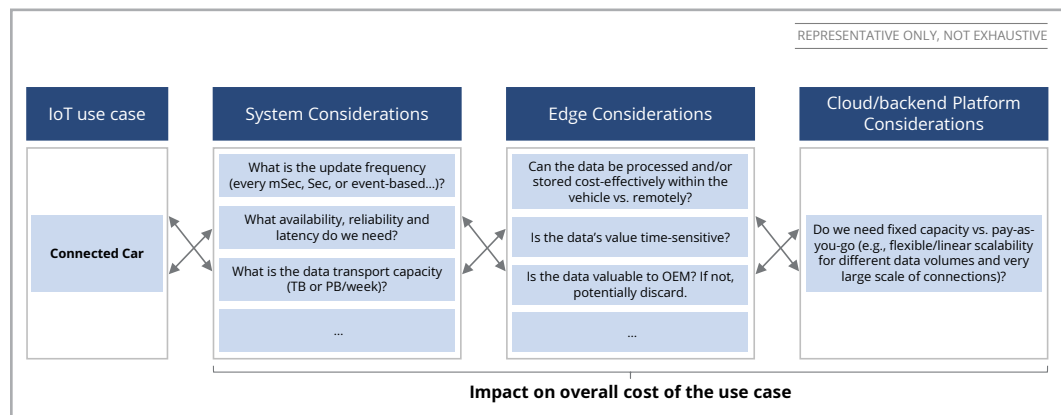 REPRESENTATIVE ONLY, NOT EXHAUSTIVE
IoT use case
Connected Car
System Considerations
What is the update frequency
(every mSec, Sec, or event-based...)?
What availability, reliability and
latency do we need?
What is the data transport capacity
(TB or PB/week)?
...
Edge Considerations
Can the data be processed and/or
stored cost-effectively within the
vehicle vs. remotely?
Is the data’s value time-sensitive?
Is the data valuable to OEM? If not,
potentially discard.
...
Cloud/backend Platform
Considerations
Do we need fixed capacity vs. pay-as-
you-go (e.g., flexible/linear scalability
for different data volumes and very
large scale of connections)?
Impact on overall cost of the use case